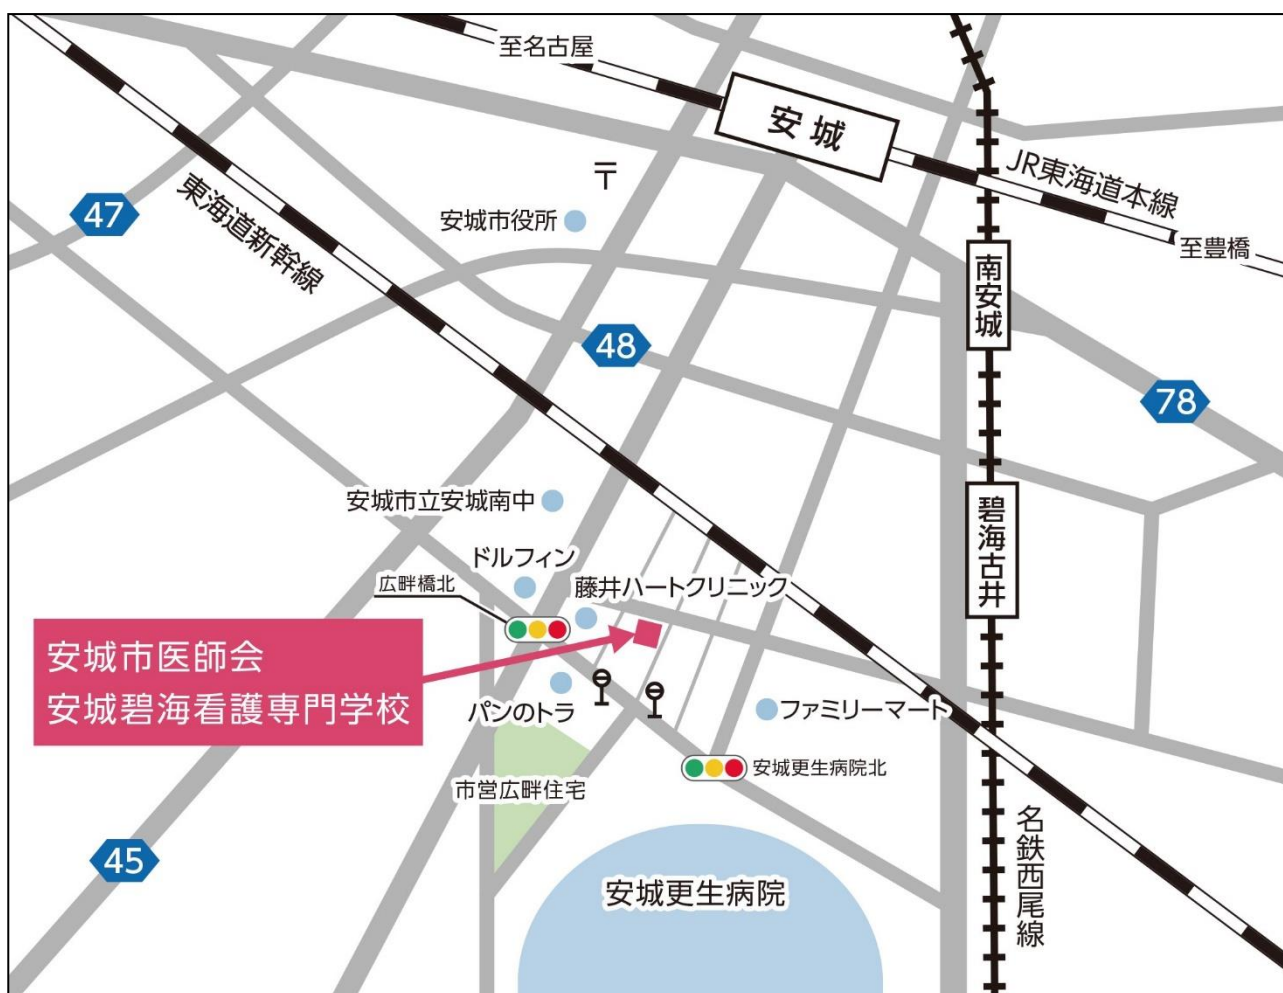 至名古屋
安城
JR東海道本線
至豊橋
〒
安城市役所
47
東海道新幹線
南安城
48
78
安城市立安城南中
碧海古井
ドルフィン
広畔橋北
藤井ハートクリニック
安城市医師会
安城碧海看護専門学校
パンのトラ
ファミリーマート
安城更生病院北
市営広畔住宅
45
安城更生病院
名鉄西尾線